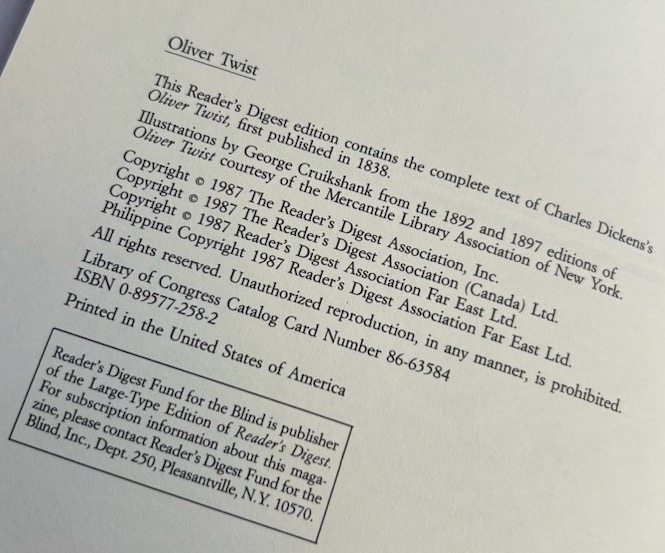 Oliver Twist
This Reader's Digest edition contains the complete text of Charles Dickens's
Oliver Twist, first published in 1838.
Illustrations by George Cruikshank from the 1892 and 1897 editions of
Oliver Twist courtesy of the Mercantile Library Association of New York.
Copyright © 1987 The Reader's Digest Association, Inc.
Copyright © 1987 The Reader's Digest Association (Canada) Ltd.
Copyright © 1987 Reader's Digest Association Far East Ltd.
Philippine Copyright 1987 Reader's Digest Association Far East Ltd.
All rights reserved. Unauthorized reproduction, in any manner, is prohibited.
Library of Congress Catalog Card Number 86-63584
ISBN 0-89577-258-2
Printed in the United States of America
Reader's Digest Fund for the Blind is publisher
of the Large-Type Edition of Reader's Digest.
For subscription information about this maga-
zine, please contact Reader's Digest Fund for the
Blind, Inc., Dept. 250, Pleasantville, N.Y. 10570.